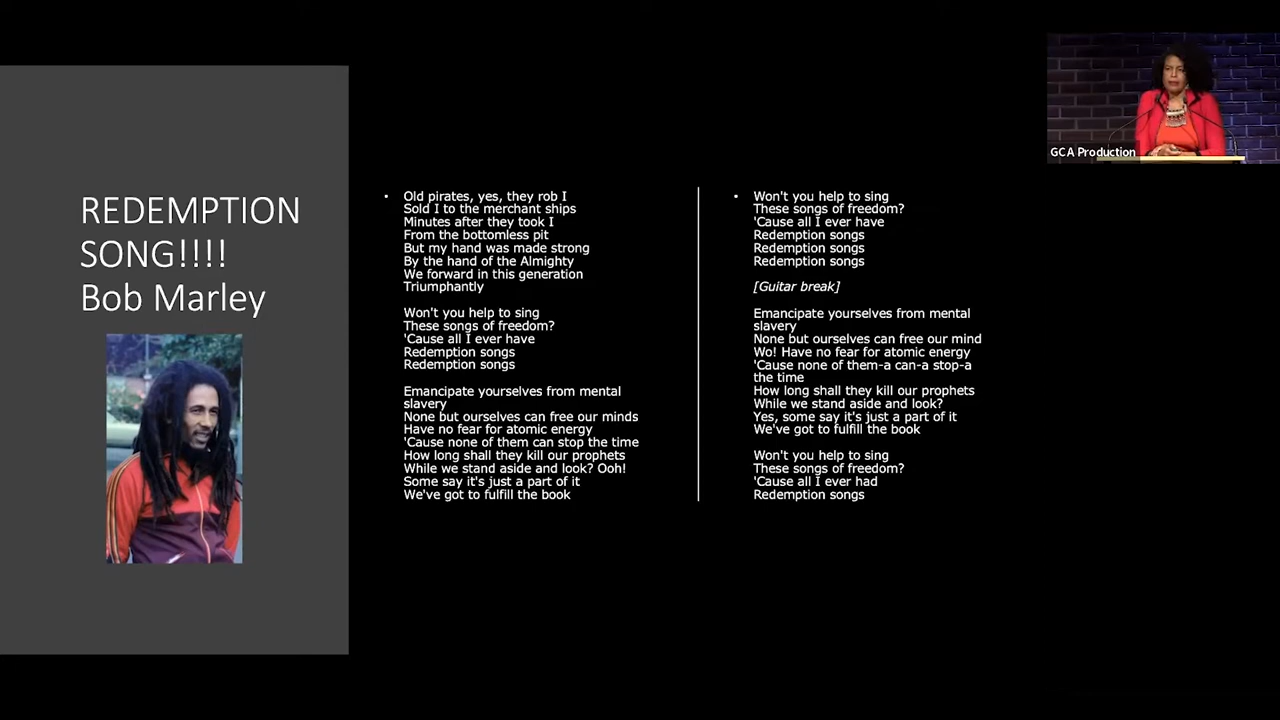 REDEMPTION
SONG!!!!
Bob Marley
• Old pirates, yes, they rob I
Sold I to the merchant ships
Minutes after they took I
From the bottomless pit
But my hand was made strong
By the hand of the Almighty
We forward in this generation
Triumphantly
Won't you help to sing
These songs of freedom?
'Cause all I ever have
Redemption songs
Redemption songs
Emancipate yourselves from mental
slavery
None but ourselves can free our minds
Have no fear for atomic energy
'Cause none of them can stop the time
How long shall they kill our prophets
While we stand aside and look? Ooh!
Some say it's just a part of it
We've got to fulfill the book
• Won't you help to sing
These songs of freedom?
'Cause all I ever have
Redemption songs
Redemption songs
Redemption songs
[Guitar break]
Emancipate yourselves from mental
slavery
None but ourselves can free our mind
Wo! Have no fear for atomic energy
'Cause none of them-a can-a stop-a
the time
How long shall they kill our prophets
While we stand aside and look?
Yes, some say it's just a part of it
We've got to fulfill the book
Won't you help to sing
These songs of freedom?
'Cause all I ever had
Redemption songs
GCA Production